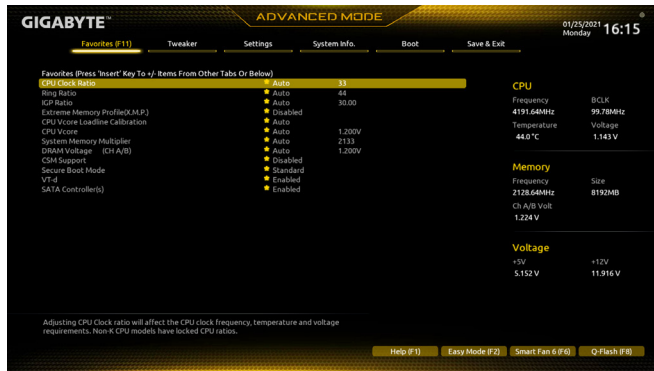 GIGABYTE™
ADVANCED MODE
01/25/2021
Monday
16:15
Favorites (F11) Tweaker Settings System Info. Boot Save & Exit
Favorites (Press 'Insert' Key To +/- Items From Other Tabs Or Below)
CPU Clock Ratio Auto 33
Ring Ratio Auto 44
IGP Ratio Auto 30.00
Extreme Memory Profile(X.M.P.) Disabled
CPU Vcore Loadline Calibration Auto
CPU Vcore Auto 1.200V
System Memory Multiplier Auto 2133
DRAM Voltage (CH A/B) Auto 1.200V
CSM Support Disabled
Secure Boot Mode Standard
VT-d Enabled
SATA Controller(s) Enabled
CPU
Frequency BCLK
4191.64MHz 99.78MHz
Temperature Voltage
44.0 °C 1.143 V
Memory
Frequency Size
2128.64MHz 8192MB
Ch A/B Volt
1.224 V
Voltage
+5V +12V
5.152 V 11.916 V
Adjusting CPU Clock ratio will affect the CPU clock frequency, temperature and voltage
requirements. Non-K CPU models have locked CPU ratios.
Help (F1) Easy Mode (F2) Smart Fan 6 (F6) Q-Flash (F8)